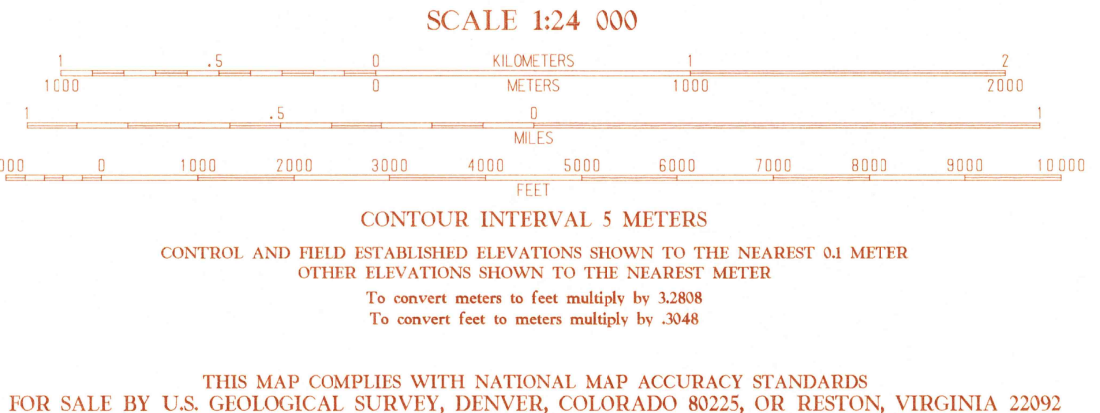 SCALE 1:24 000
1 .5 0 KILOMETERS 1 2
1000 0 METERS 1000 2000
1 .5 0 1
MILES
0 1000 2000 3000 4000 5000 6000 7000 8000 9000 10 000
FEET
CONTOUR INTERVAL 5 METERS
CONTROL AND FIELD ESTABLISHED ELEVATIONS SHOWN TO THE NEAREST 0.1 METER
OTHER ELEVATIONS SHOWN TO THE NEAREST METER
To convert meters to feet multiply by 3.2808
To convert feet to meters multiply by .3048
THIS MAP COMPLIES WITH NATIONAL MAP ACCURACY STANDARDS
FOR SALE BY U.S. GEOLOGICAL SURVEY, DENVER, COLORADO 80225, OR RESTON, VIRGINIA 22092